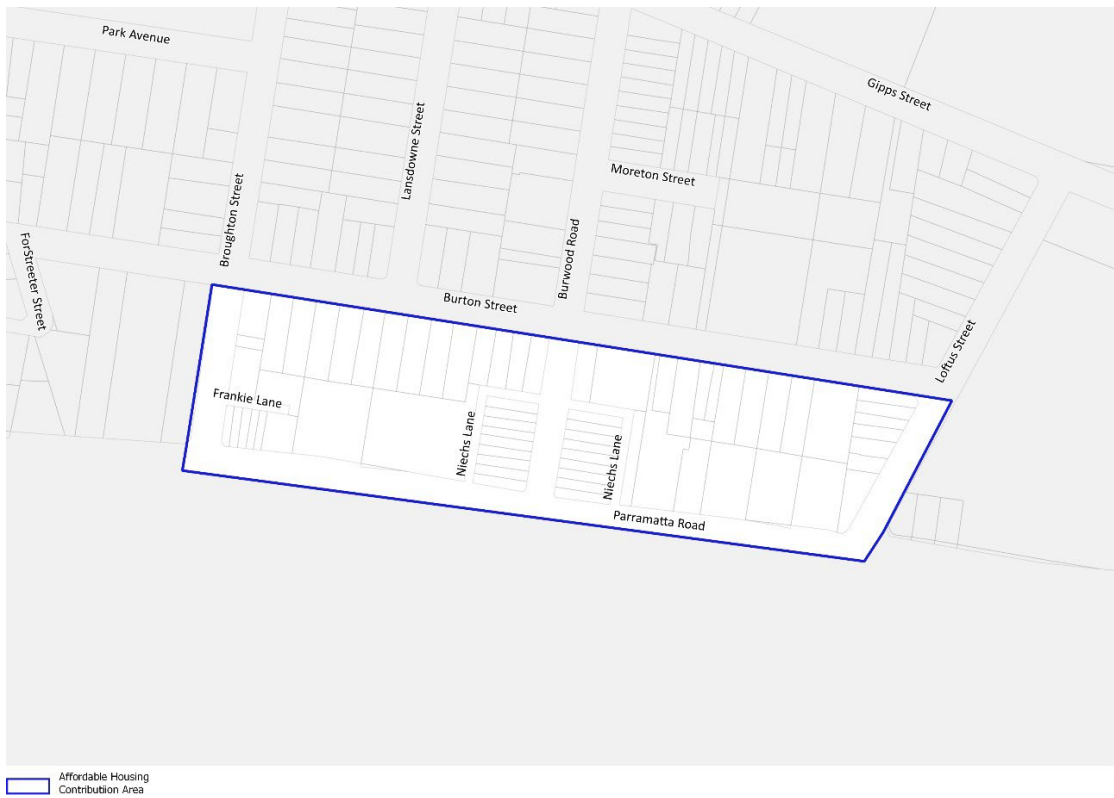 Park Avenue
Gipps Street
Lansdowne Street
Moreton Street
Broughton Street
Burwood Road
ForStreeter Street
Burton Street
Loftus Street
Frankie Lane
Niechs Lane
Niechs Lane
Parramatta Road
Affordable Housing
Contributiion Area